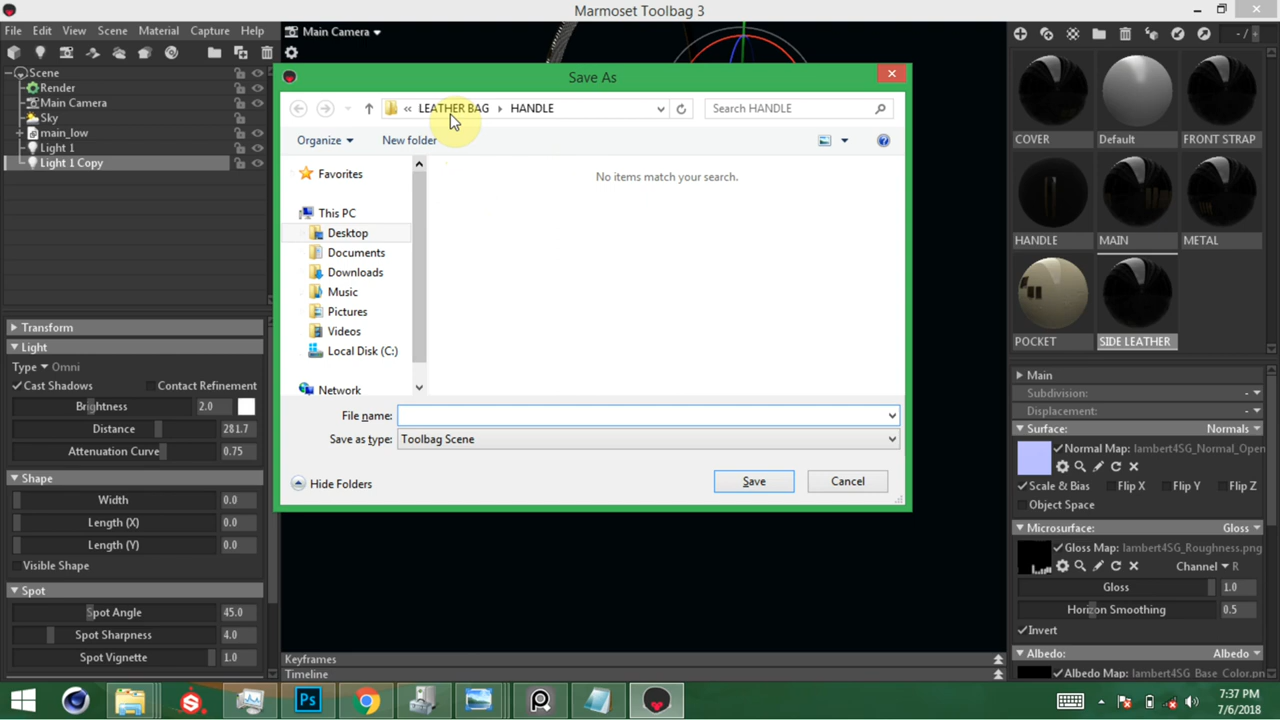 Marmoset Toolbag 3
File Edit View Scene Material Capture Help
Main Camera
- / +
Scene
Render
Main Camera
Sky
main_low
Light 1
Light 1 Copy
Save As
« LEATHER BAG HANDLE
Search HANDLE
Organize New folder
Favorites
This PC
Desktop
Documents
Downloads
Music
Pictures
Videos
Local Disk (C:)
Network
No items match your search.
File name:
Save as type: Toolbag Scene
Hide Folders
Save Cancel
COVER Default FRONT STRAP
HANDLE MAIN METAL
POCKET SIDE LEATHER
Transform
Light
Type Omni
Cast Shadows Contact Refinement
Brightness 2.0
Distance 281.7
Attenuation Curve 0.75
Shape
Width 0.0
Length (X) 0.0
Length (Y) 0.0
Visible Shape
Spot
Spot Angle 45.0
Spot Sharpness 4.0
Spot Vignette 1.0
Main
Subdivision: -
Displacement: -
Surface: Normals
Normal Map: lambert4SG_Normal_Open
Scale & Bias Flip X Flip Y Flip Z
Object Space
Microsurface: Gloss
Gloss Map: lambert4SG_Roughness.png
Channel R
Gloss 1.0
Horizon Smoothing 0.5
Invert
Albedo: Albedo
Albedo Map: lambert4SG_Base_Color.png
Keyframes
Timeline
Ps
7:37 PM
7/6/2018